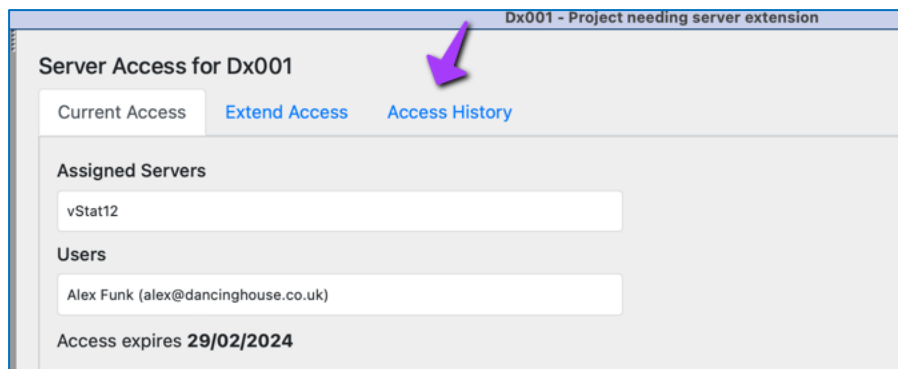 Dx001 - Project needing server extension
Server Access for Dx001
Current Access Extend Access Access History
Assigned Servers
vStat12
Users
Alex Funk (alex@dancinghouse.co.uk)
Access expires 29/02/2024